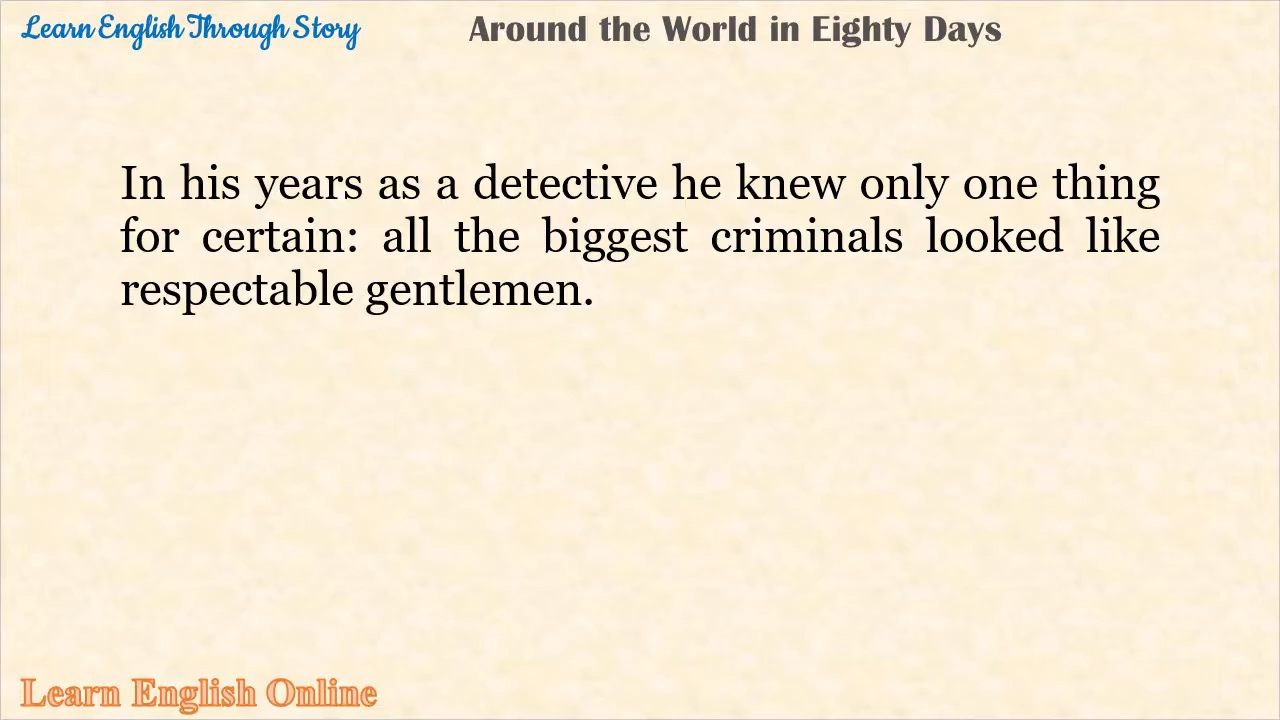 Learn English Through Story
Around the World in Eighty Days
In his years as a detective he knew only one thing
for certain: all the biggest criminals looked like
respectable gentlemen.
Learn English Online